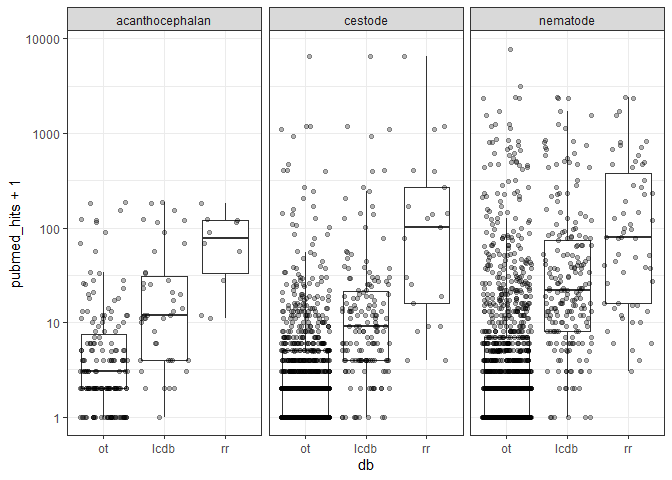 acanthocephalan cestode nematode
10000
1000
100
10
1
pubmed_hits + 1
ot lcdb rr ot lcdb rr ot lcdb rr
db